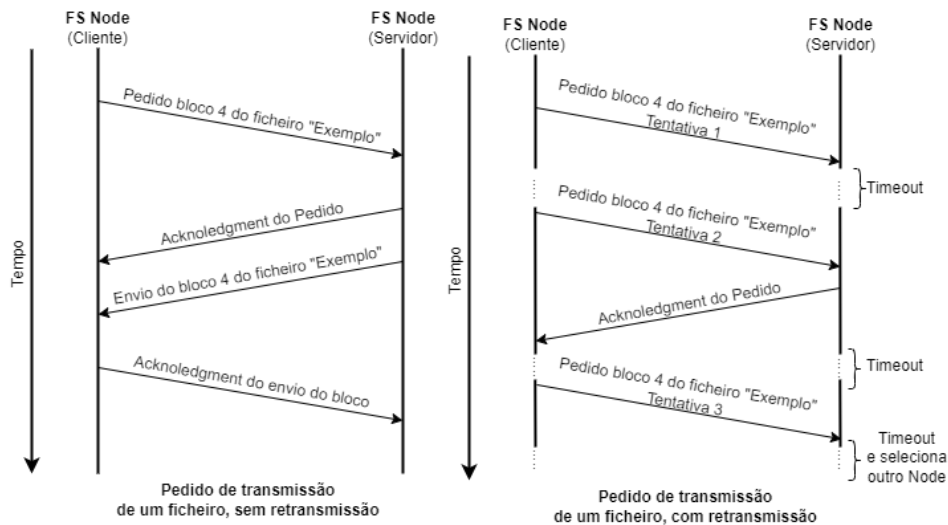 FS Node
(Cliente)
FS Node
(Servidor)
Tempo
Pedido bloco 4 do ficheiro "Exemplo"
Acknoledgment do Pedido
Envio do bloco 4 do ficheiro "Exemplo"
Acknoledgment do envio do bloco
Pedido de transmissão
de um ficheiro, sem retransmissão
FS Node
(Cliente)
FS Node
(Servidor)
Tempo
Pedido bloco 4 do ficheiro "Exemplo"
Tentativa 1
Timeout
Pedido bloco 4 do ficheiro "Exemplo"
Tentativa 2
Acknoledgment do Pedido
Timeout
Pedido bloco 4 do ficheiro "Exemplo"
Tentativa 3
Timeout
e seleciona
outro Node
Pedido de transmissão
de um ficheiro, com retransmissão